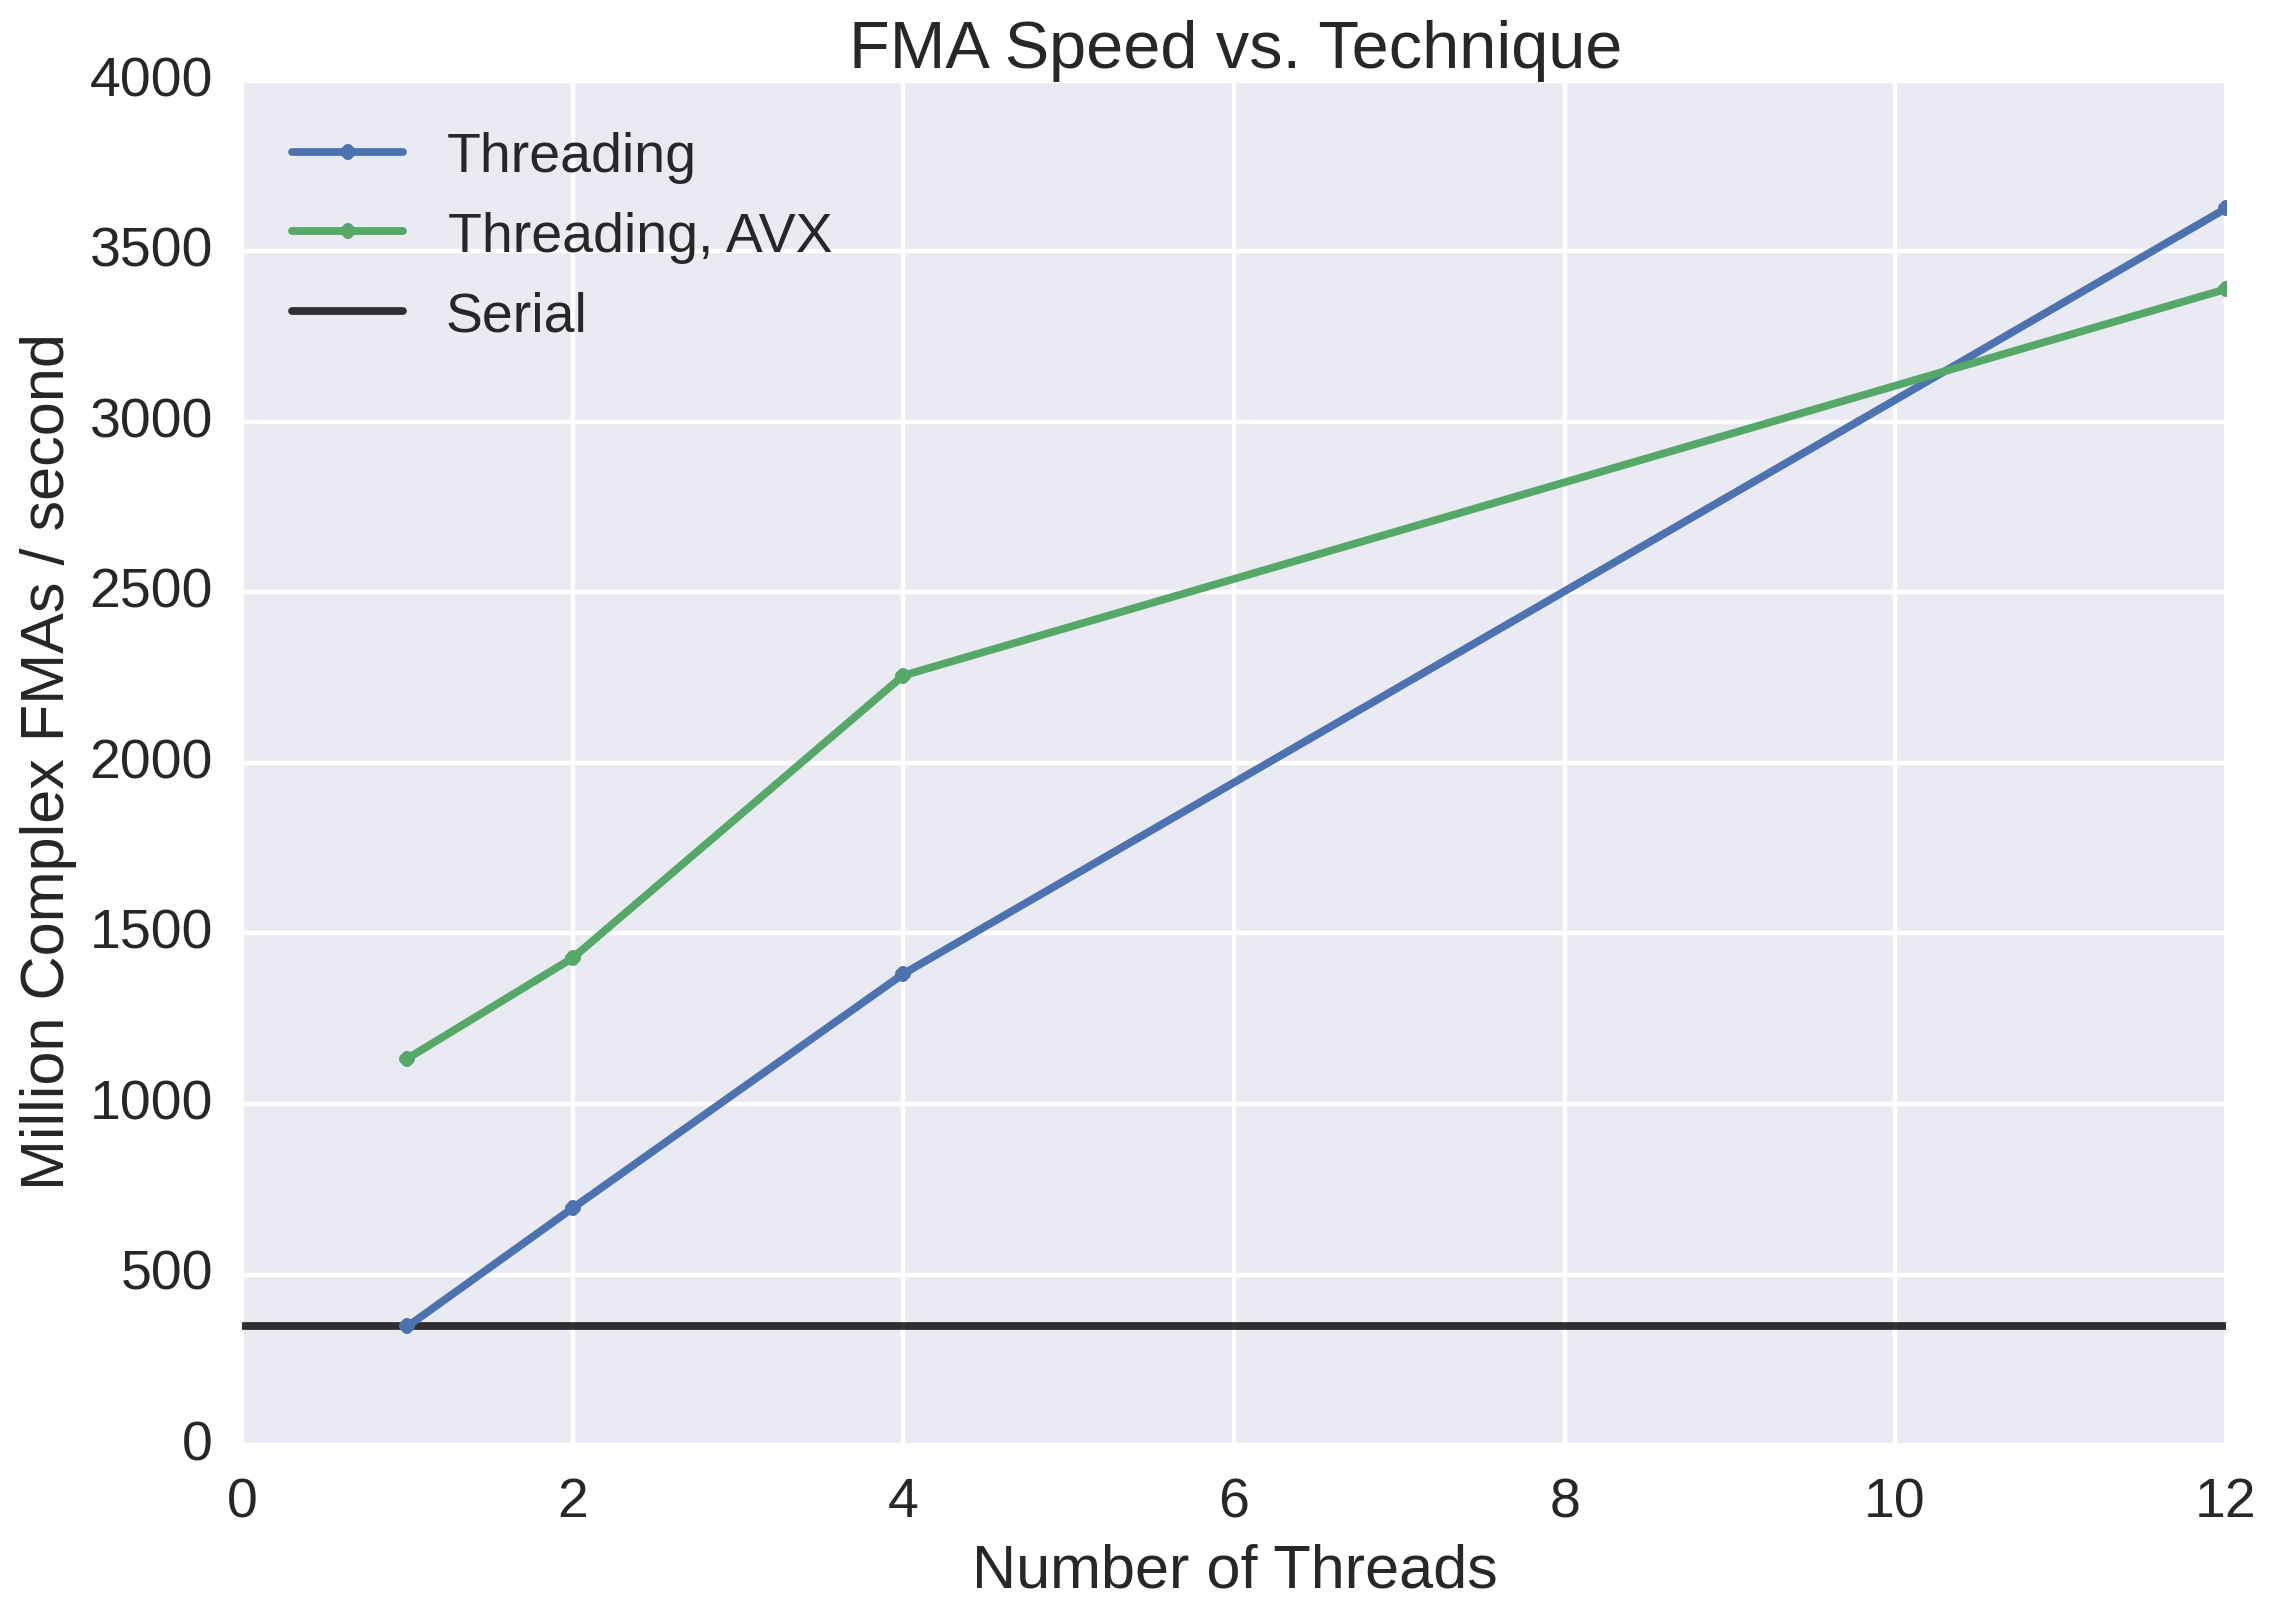 FMA Speed vs. Technique
4000
3500
3000
2500
2000
1500
1000
500
0
Million Complex FMAs / second
Threading
Threading, AVX
Serial
0 2 4 6 8 10 12
Number of Threads